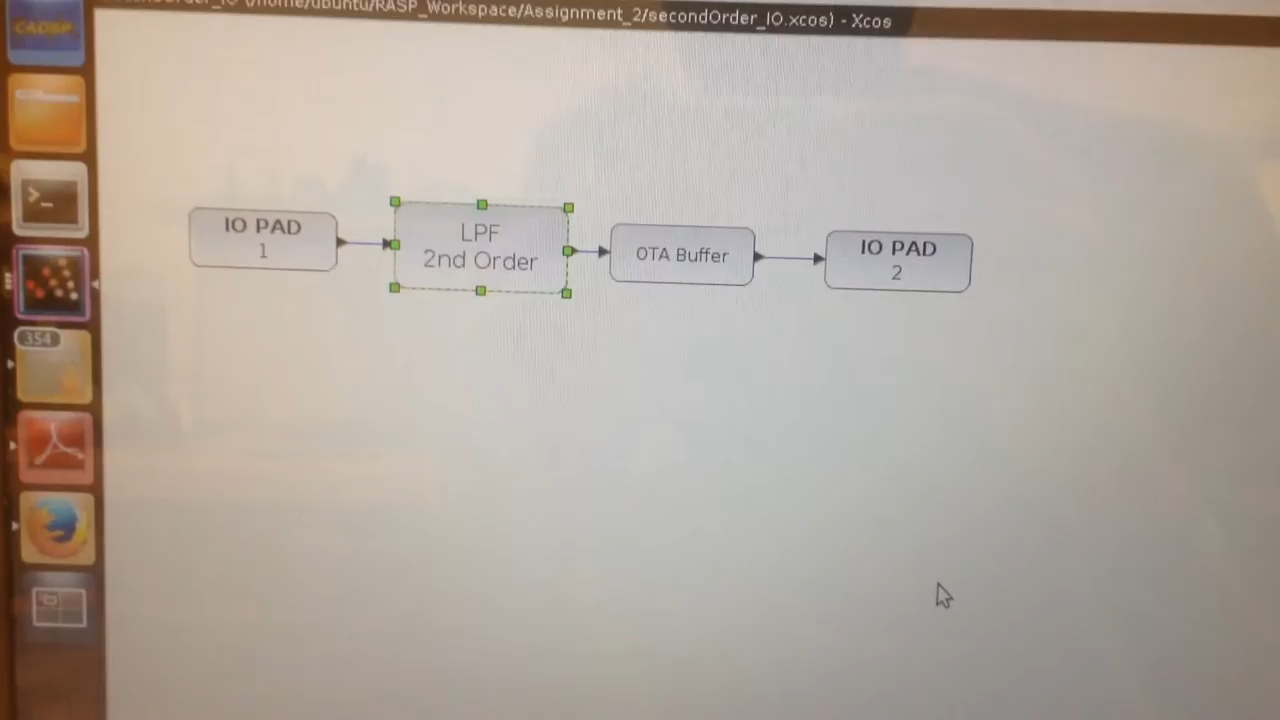 (/home/ubuntu/RASP_Workspace/Assignment_2/secondOrder_IO.xcos) - Xcos
CADSP
IO PAD
1
LPF
2nd Order
OTA Buffer
IO PAD
2
354